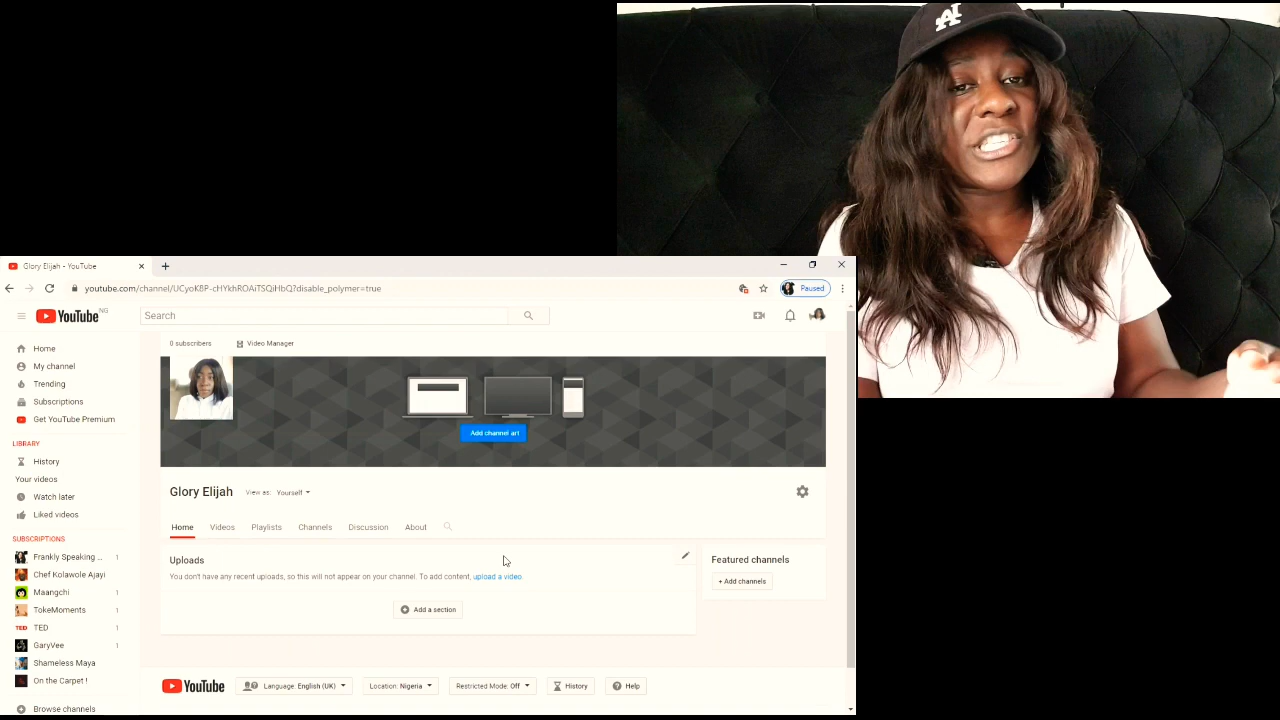 Glory Elijah - YouTube
youtube.com/channel/UCyoK8P-cHYkhROAiTSQiHbQ?disable_polymer=true
Paused
YouTube NG
Search
0 subscribers
Video Manager
Home
My channel
Trending
Subscriptions
Get YouTube Premium
LIBRARY
History
Your videos
Watch later
Liked videos
SUBSCRIPTIONS
Frankly Speaking ... 1
Chef Kolawole Ajayi
Maangchi 1
TokeMoments 1
TED TED 1
GaryVee 1
Shameless Maya
On the Carpet !
Browse channels
Add channel art
Glory Elijah
View as: Yourself
Home Videos Playlists Channels Discussion About
Uploads
You don't have any recent uploads, so this will not appear on your channel. To add content, upload a video.
Add a section
Featured channels
+ Add channels
YouTube
Language: English (UK)
Location: Nigeria
Restricted Mode: Off
History
Help